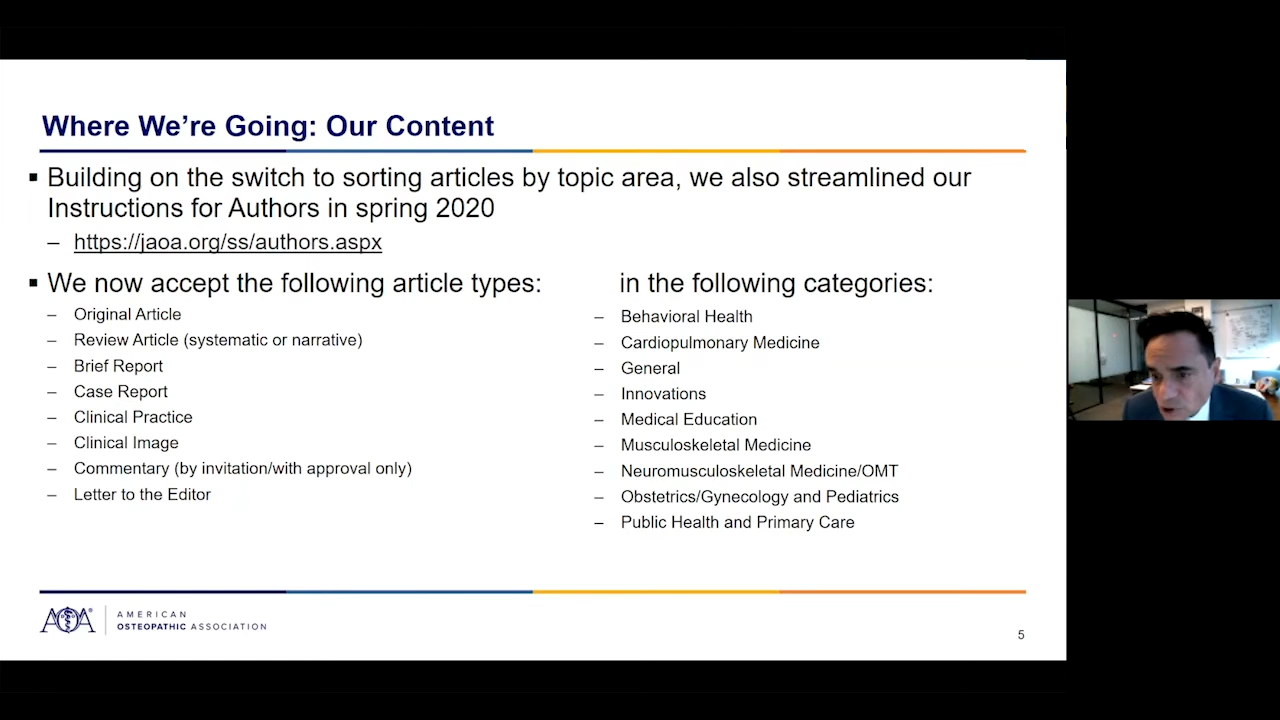 Where We're Going: Our Content
▪ Building on the switch to sorting articles by topic area, we also streamlined our
Instructions for Authors in spring 2020
– https://jaoa.org/ss/authors.aspx
▪ We now accept the following article types:
– Original Article
– Review Article (systematic or narrative)
– Brief Report
– Case Report
– Clinical Practice
– Clinical Image
– Commentary (by invitation/with approval only)
– Letter to the Editor
in the following categories:
– Behavioral Health
– Cardiopulmonary Medicine
– General
– Innovations
– Medical Education
– Musculoskeletal Medicine
– Neuromusculoskeletal Medicine/OMT
– Obstetrics/Gynecology and Pediatrics
– Public Health and Primary Care
AOA®
AMERICAN
OSTEOPATHIC ASSOCIATION
5